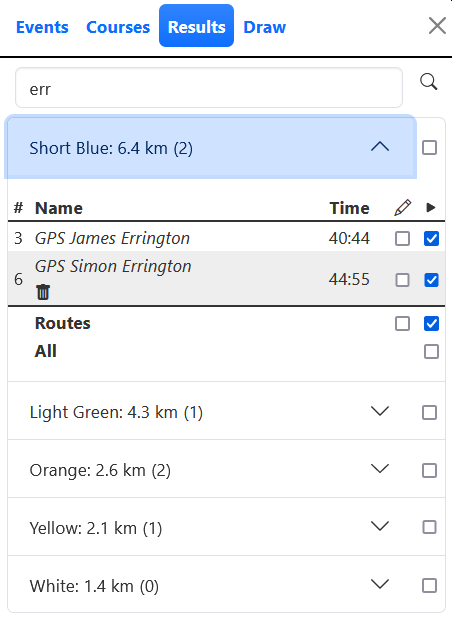 Events Courses Results Draw
err
Short Blue: 6.4 km (2)
# Name Time
3 GPS James Errington 40:44
GPS Simon Errington
6 44:55
Routes
All
Light Green: 4.3 km (1)
Orange: 2.6 km (2)
Yellow: 2.1 km (1)
White: 1.4 km (0)